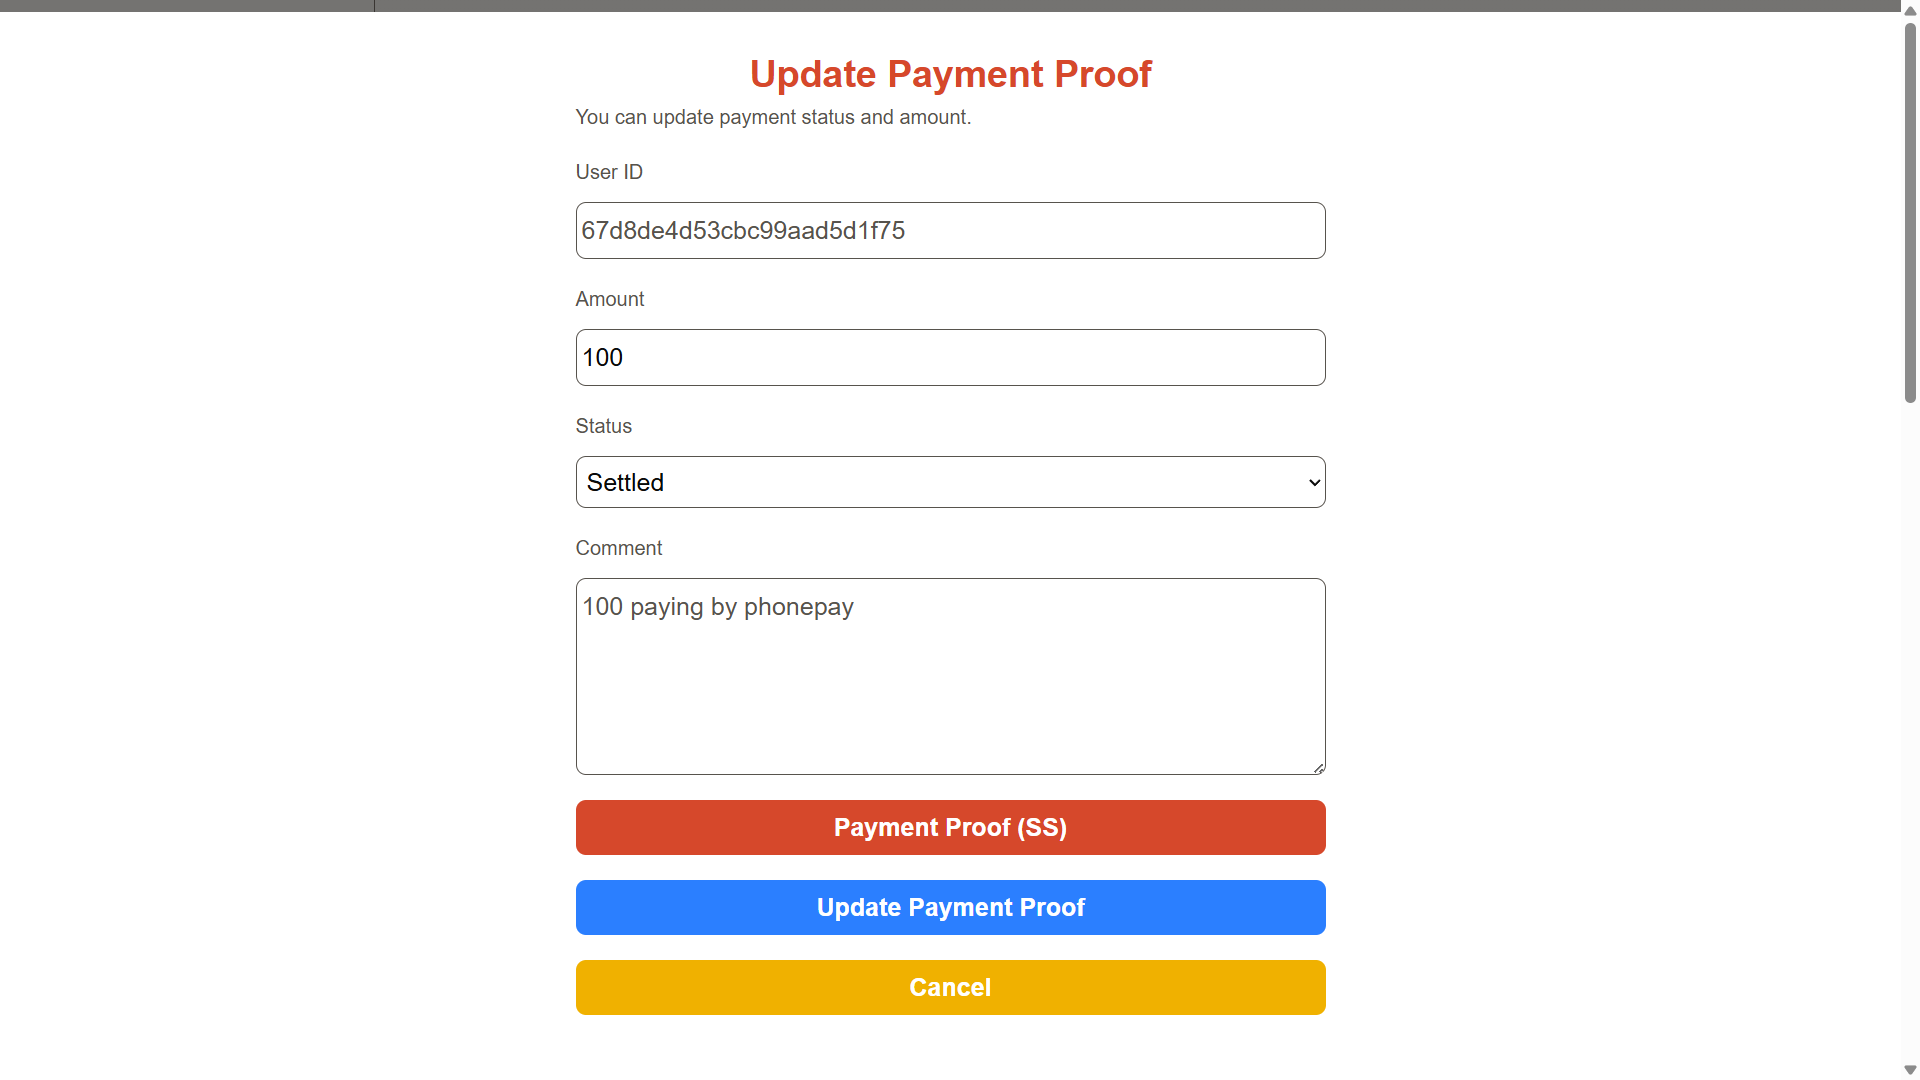 Update Payment Proof
You can update payment status and amount.
User ID
67d8de4d53cbc99aad5d1f75
Amount
100
Status
Settled
Comment
100 paying by phonepay
Payment Proof (SS)
Update Payment Proof
Cancel